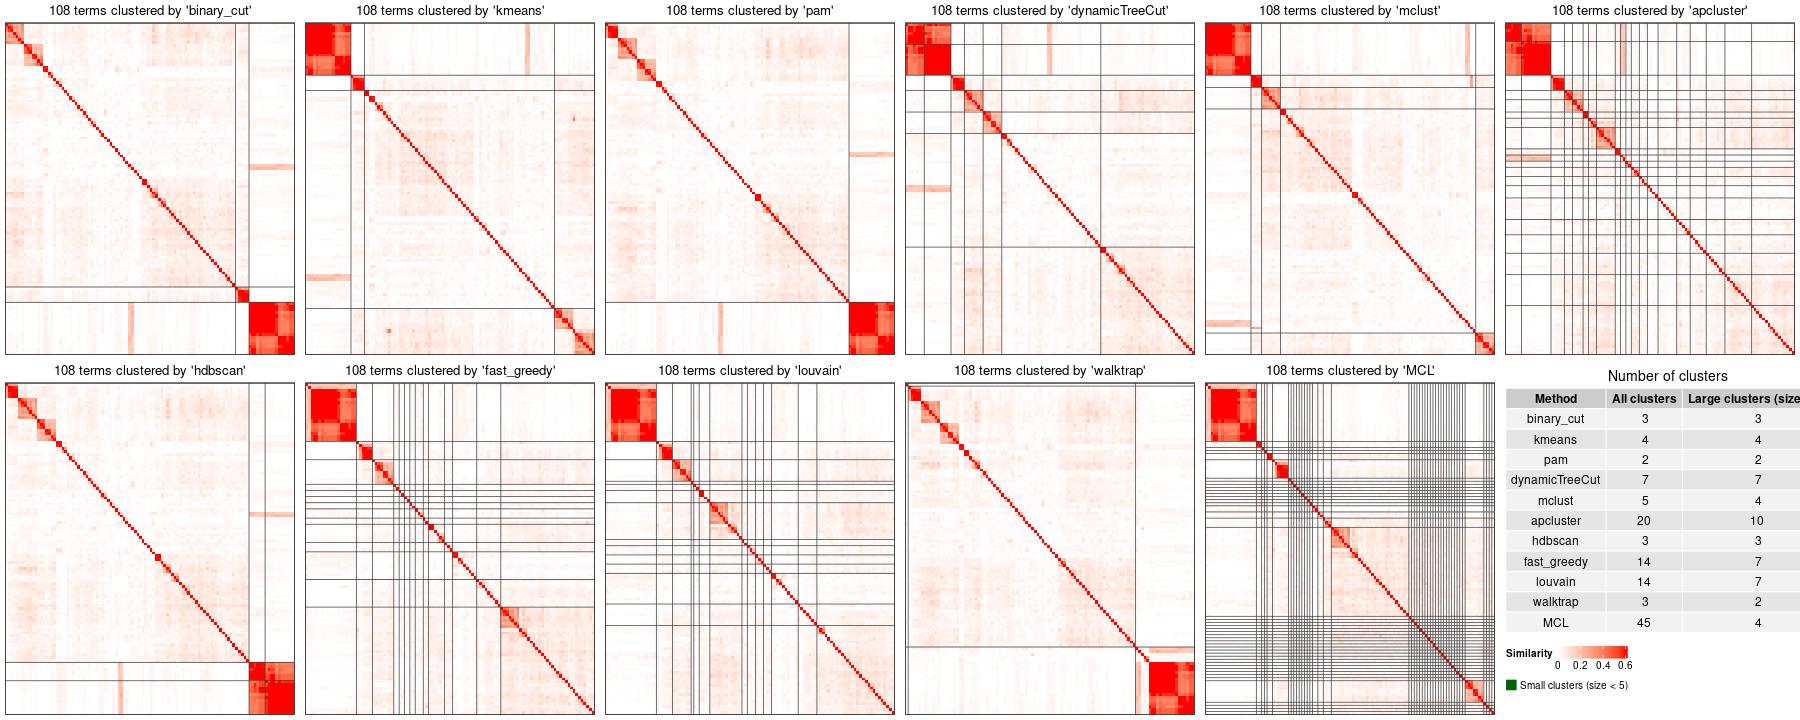 108 terms clustered by 'binary_cut'
108 terms clustered by 'kmeans'
108 terms clustered by 'pam'
108 terms clustered by 'dynamicTreeCut'
108 terms clustered by 'mclust'
108 terms clustered by 'apcluster'
108 terms clustered by 'hdbscan'
108 terms clustered by 'fast_greedy'
108 terms clustered by 'louvain'
108 terms clustered by 'walktrap'
108 terms clustered by 'MCL'
Number of clusters
Method All clusters Large clusters (size
binary_cut 3 3
kmeans 4 4
pam 2 2
dynamicTreeCut 7 7
mclust 5 4
apcluster 20 10
hdbscan 3 3
fast_greedy 14 7
louvain 14 7
walktrap 3 2
MCL 45 4
Similarity
0 0.2 0.4 0.6
Small clusters (size < 5)